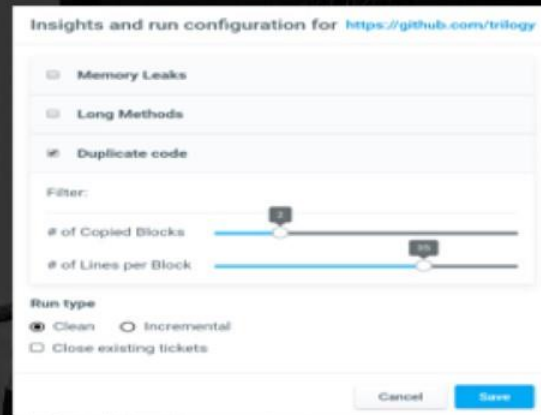 Insights and run configuration for https://github.com/trilogy
Memory Leaks
Long Methods
Duplicate code
Filter:
# of Copied Blocks
# of Lines per Block
Run type
Clean Incremental
Close existing tickets
Cancel Save